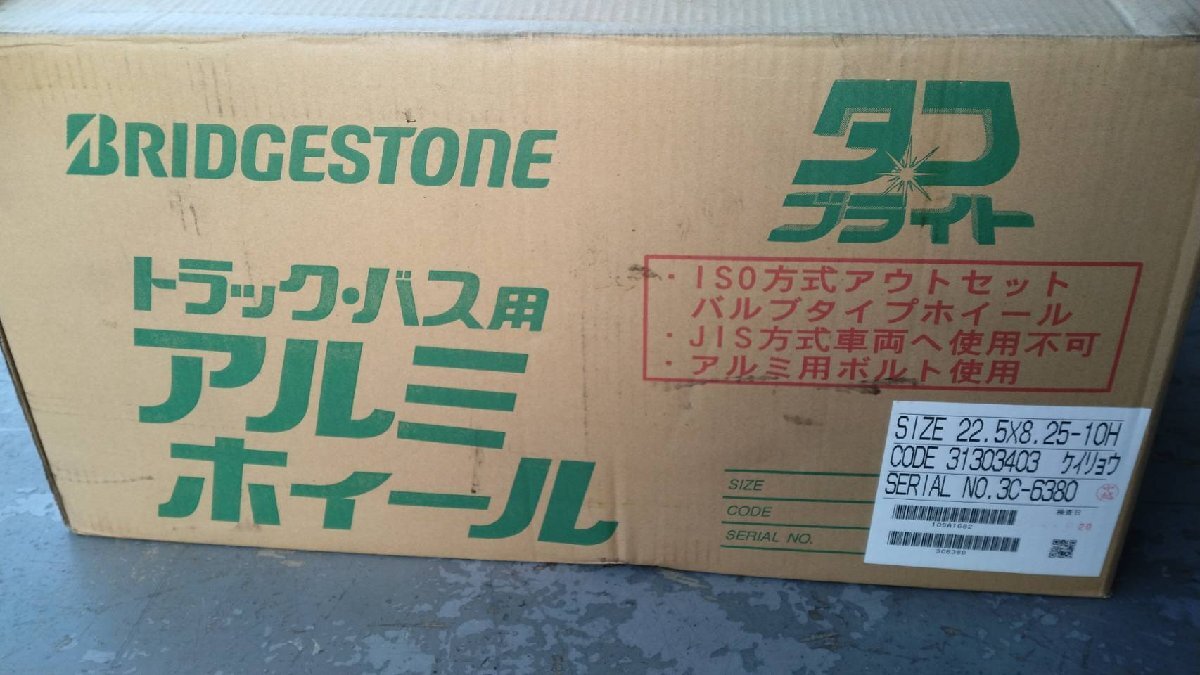 BRIDGESTONE
タフ
ブライト
トラック・バス用
アルミ
ホイール
・ISO方式アウトセット
バルブタイプホイール
・JIS方式車両へ使用不可
・アルミ用ボルト使用
SIZE
CODE
SERIAL NO.
SIZE 22.5X8.25-10H
CODE 31303403 ケイリョウ
SERIAL NO.3C-6380
検査日
20